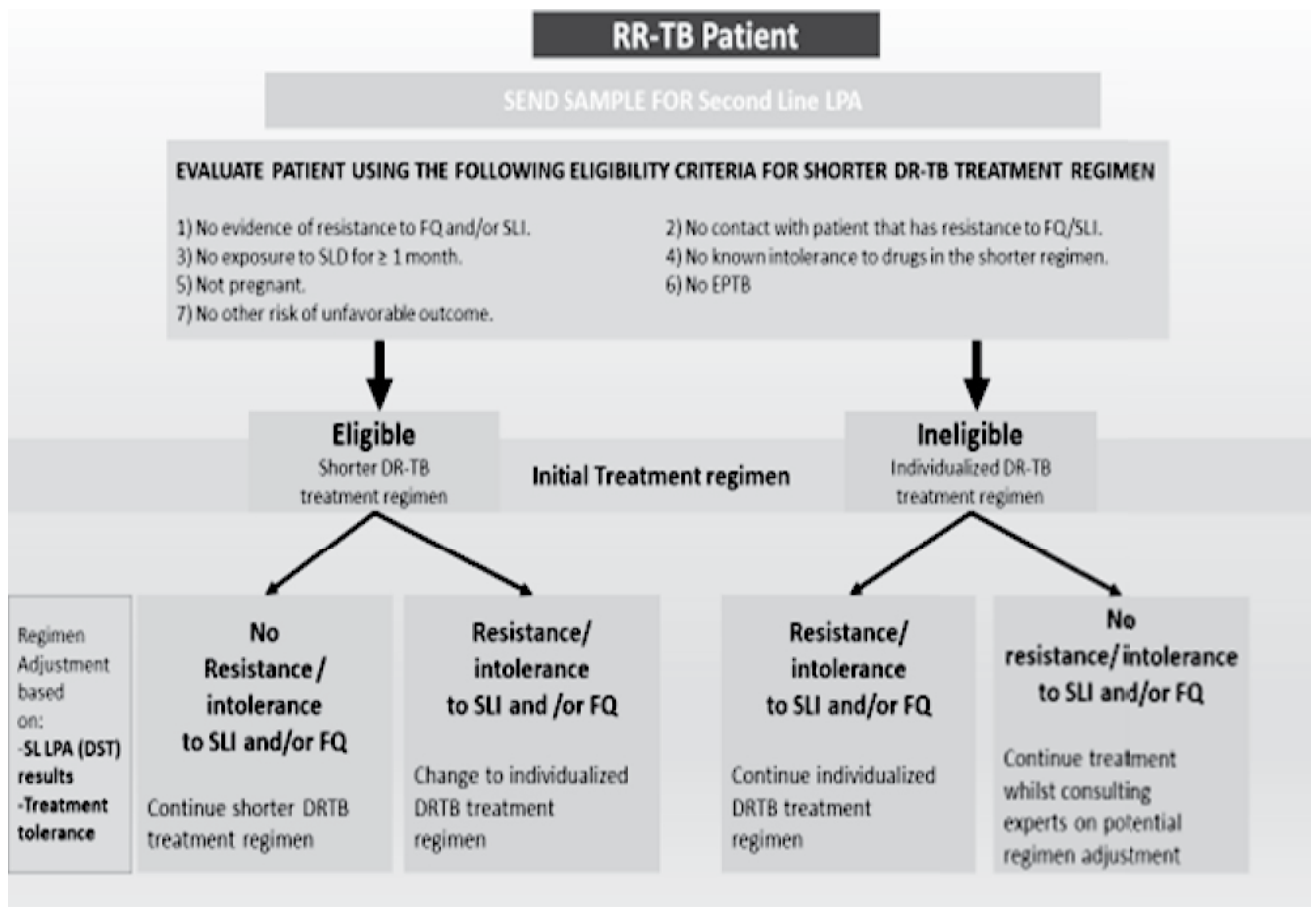 RR-TB Patient
SEND SAMPLE FOR Second Line LPA
EVALUATE PATIENT USING THE FOLLOWING ELIGIBILITY CRITERIA FOR SHORTER DR-TB TREATMENT REGIMEN
1) No evidence of resistance to FQ and/or SLI.
2) No contact with patient that has resistance to FQ/SLI.
3) No exposure to SLD for ≥ 1 month.
4) No known intolerance to drugs in the shorter regimen.
5) Not pregnant.
6) No EPTB
7) No other risk of unfavorable outcome.
Eligible
Shorter DR-TB
treatment regimen
Initial Treatment regimen
Ineligible
Individualized DR-TB
treatment regimen
Regimen
Adjustment
based
on:
-SL LPA (DST)
results
-Treatment
tolerance
No
Resistance/
intolerance
to SLI and/or FQ
Continue shorter DRTB
treatment regimen
Resistance/
intolerance
to SLI and /or FQ
Change to individualized
DRTB treatment
regimen
Resistance/
intolerance
to SLI and/or FQ
Continue individualized
DRTB treatment
regimen
No
resistance/intolerance
to SLI and/or FQ
Continue treatment
whilst consulting
experts on potential
regimen adjustment